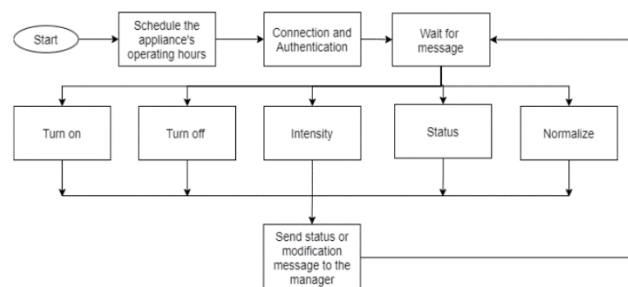 Start
Schedule the
appliance's
operating hours
Connection and
Authentication
Wait for
message
Turn on
Turn off
Intensity
Status
Normalize
Send status or
modification
message to the
manager